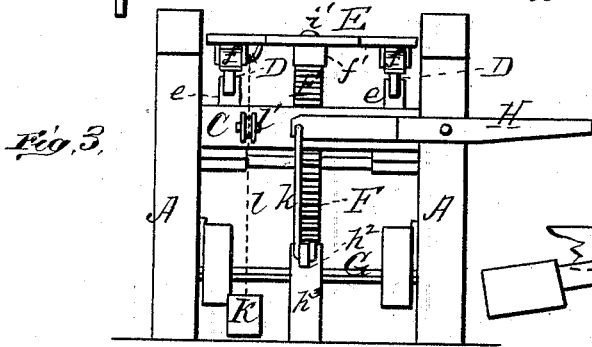 i' E
f D f' f D
e F e
C l' H
Fig. 3.
A l k F A
h² G
K h³